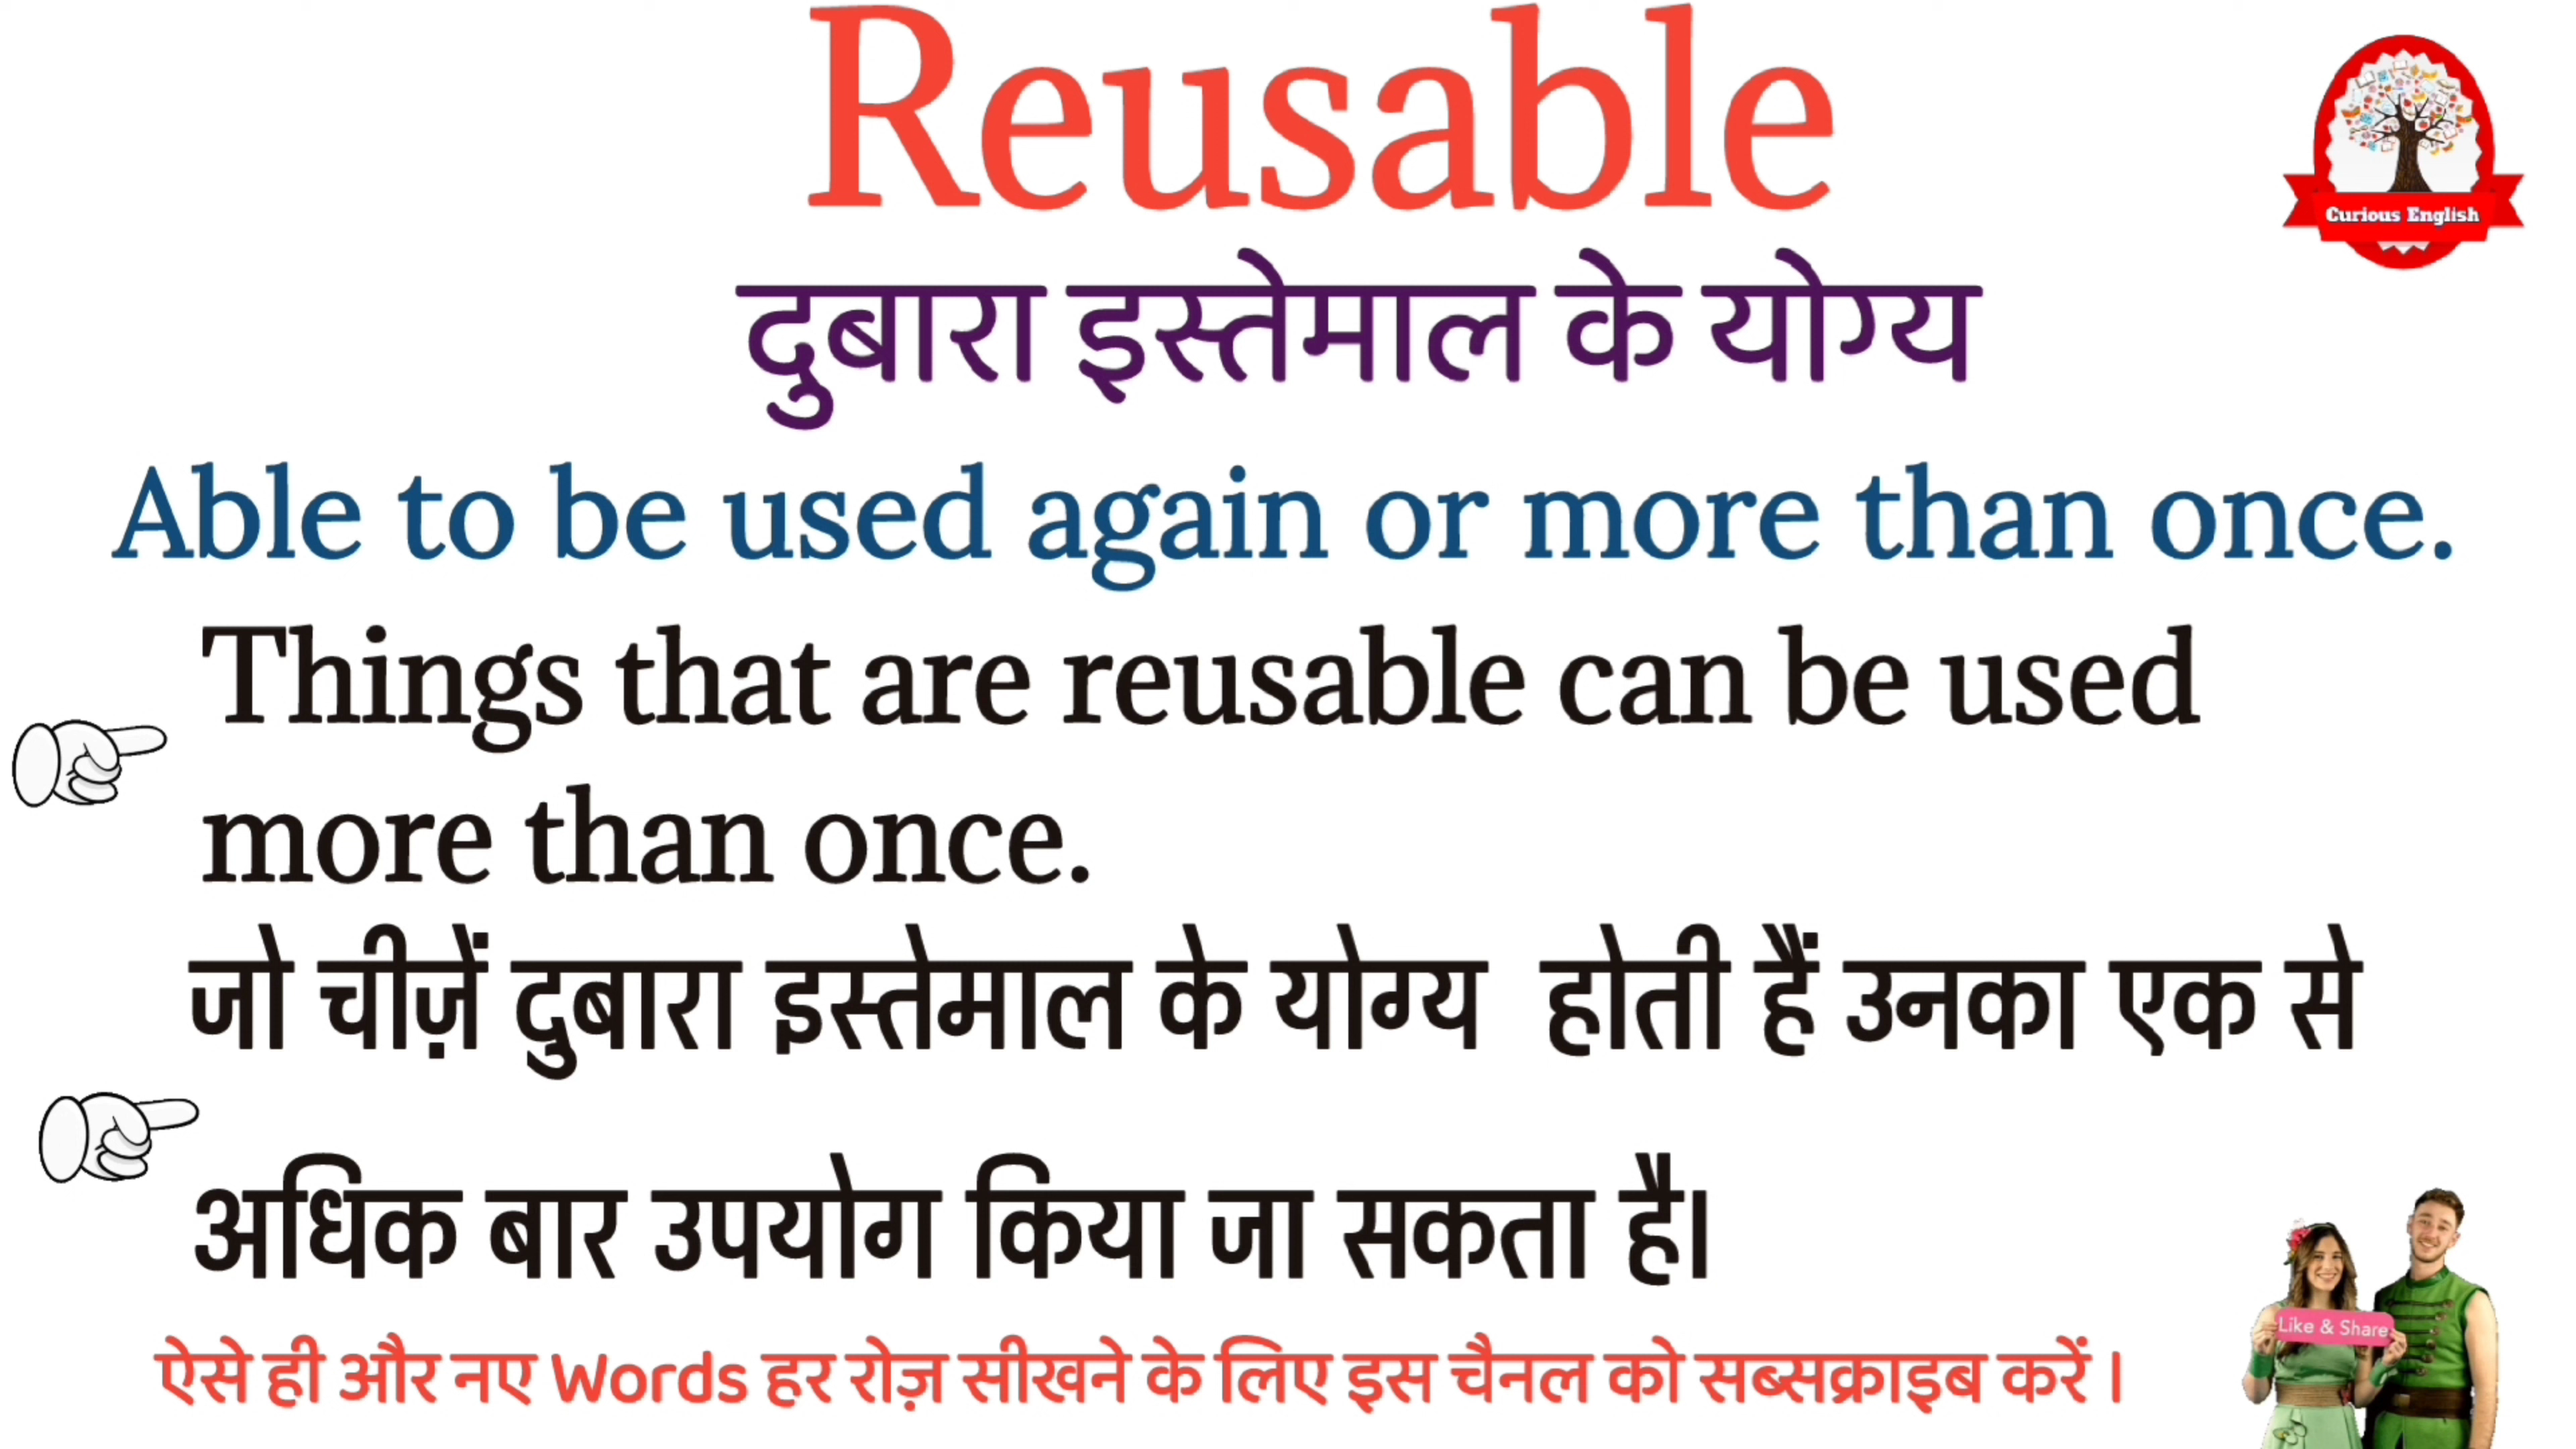 Reusable
Curious English
दुबारा इस्तेमाल के योग्य
Able to be used again or more than once.
Things that are reusable can be used
more than once.
जो चीज़ें दुबारा इस्तेमाल के योग्य होती हैं उनका एक से
अधिक बार उपयोग किया जा सकता है।
Like & Share
ऐसे ही और नए Words हर रोज़ सीखने के लिए इस चैनल को सब्सक्राइब करें ।